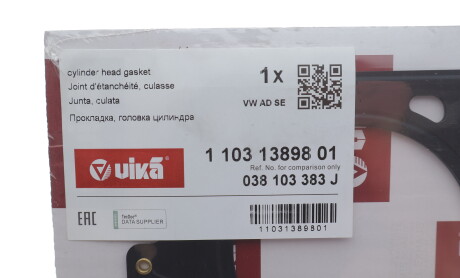 cylinder head gasket
Joint d'étanchéité, culasse
Junta, culata
Прокладка, головка цилиндра
1x
VW AD SE
vika®
1 103 13898 01
Ref. No. for comparison only
038 103 383 J
EAC
TecDoc®
DATA SUPPLIER
11031389801